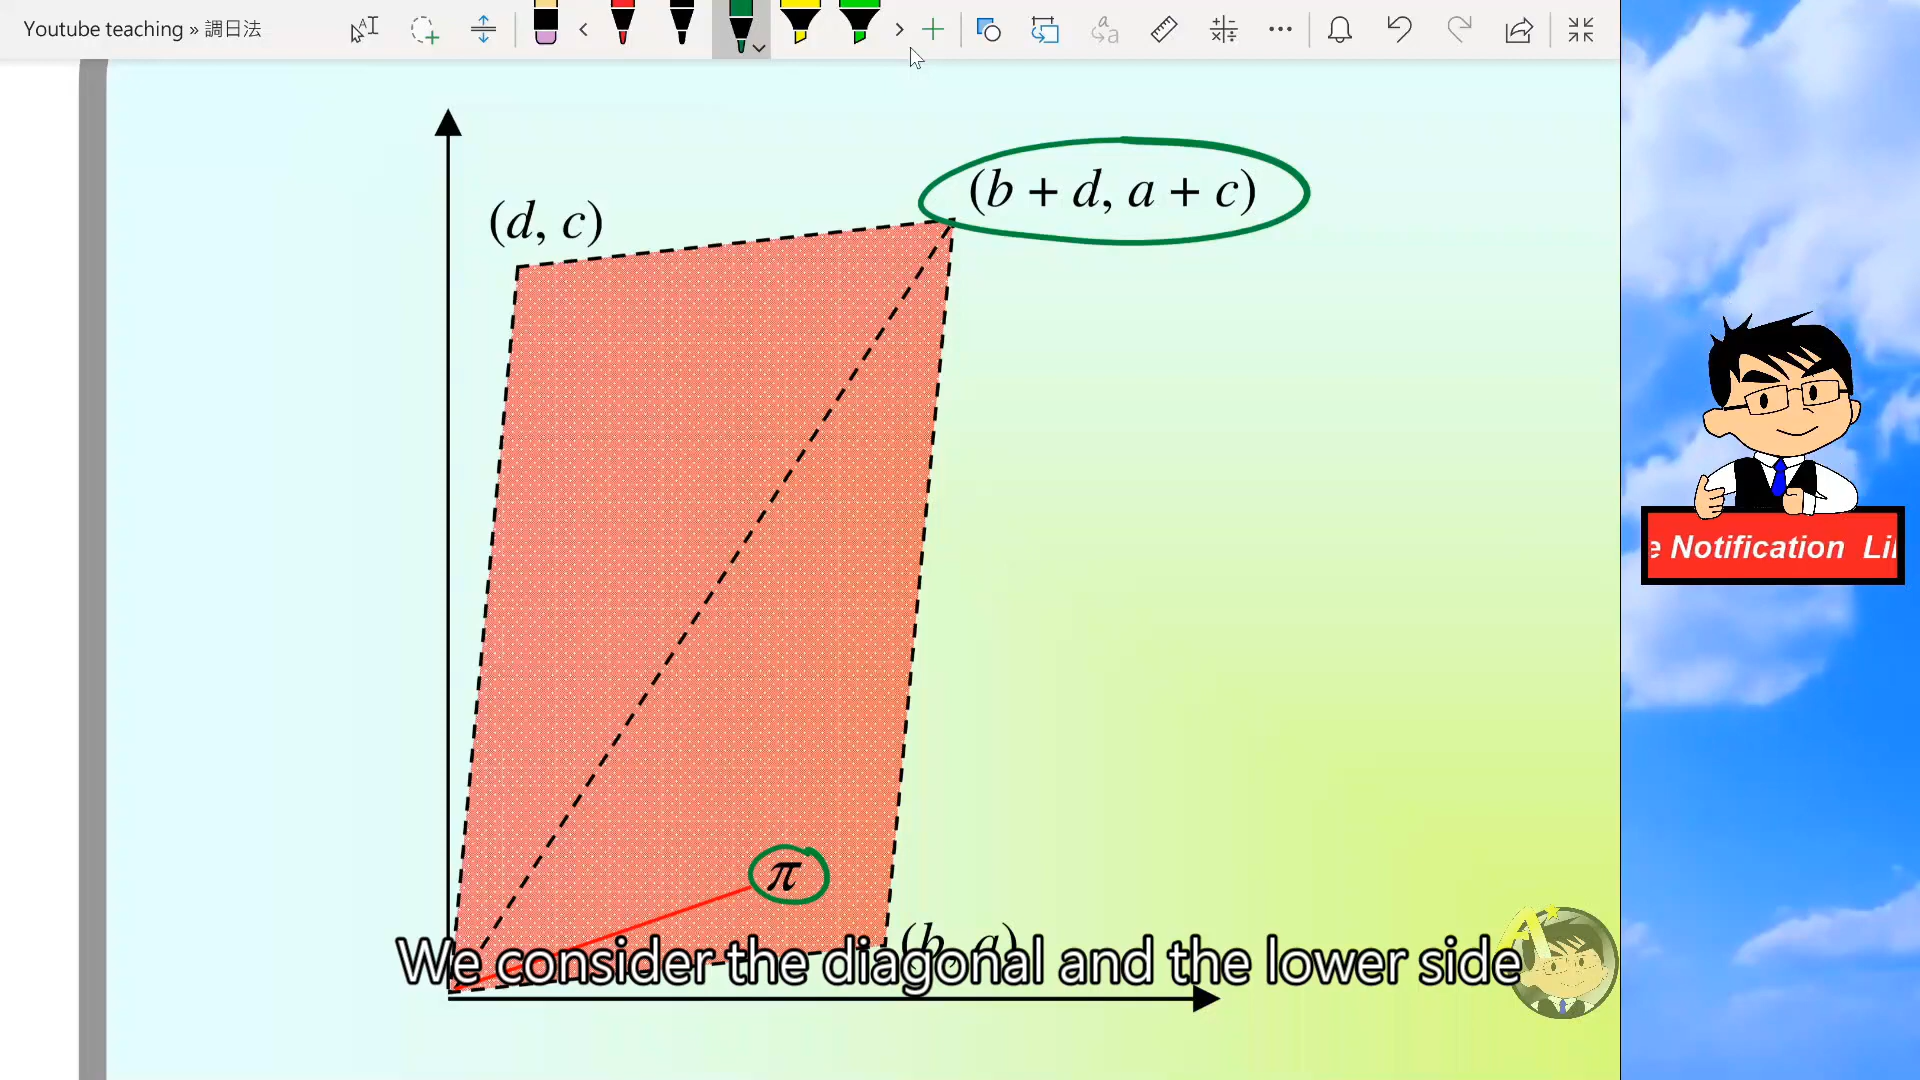 Youtube teaching » 調日法
(b + d, a + c)
(d, c)
e Notification Li
π
(b, a)
We consider the diagonal and the lower side